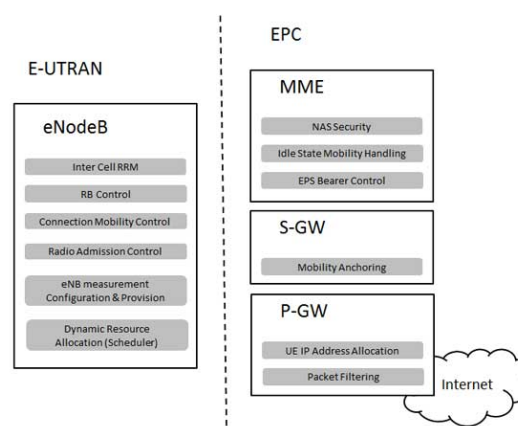 E-UTRAN
eNodeB
Inter Cell RRM
RB Control
Connection Mobility Control
Radio Admission Control
eNB measurement
Configuration & Provision
Dynamic Resource
Allocation (Scheduler)
EPC
MME
NAS Security
Idle State Mobility Handling
EPS Bearer Control
S-GW
Mobility Anchoring
P-GW
UE IP Address Allocation
Packet Filtering
Internet